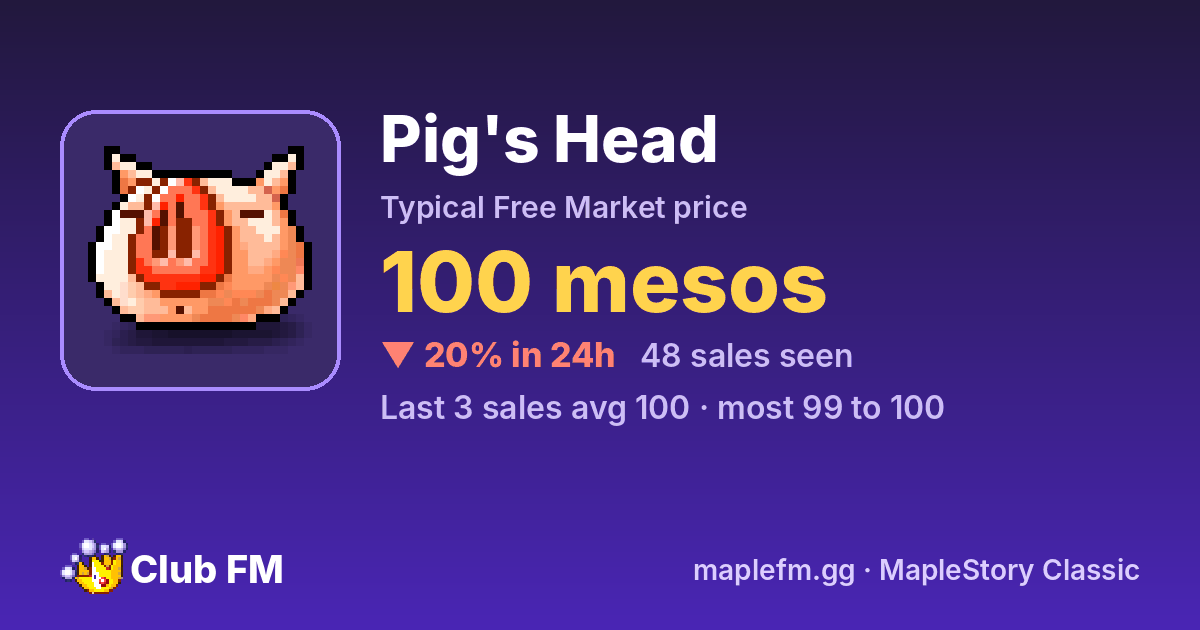 Pig's Head
Typical Free Market price
100 mesos
▼ 20% in 24h 48 sales seen
Last 3 sales avg 100 · most 99 to 100
Club FM
maplefm.gg · MapleStory Classic